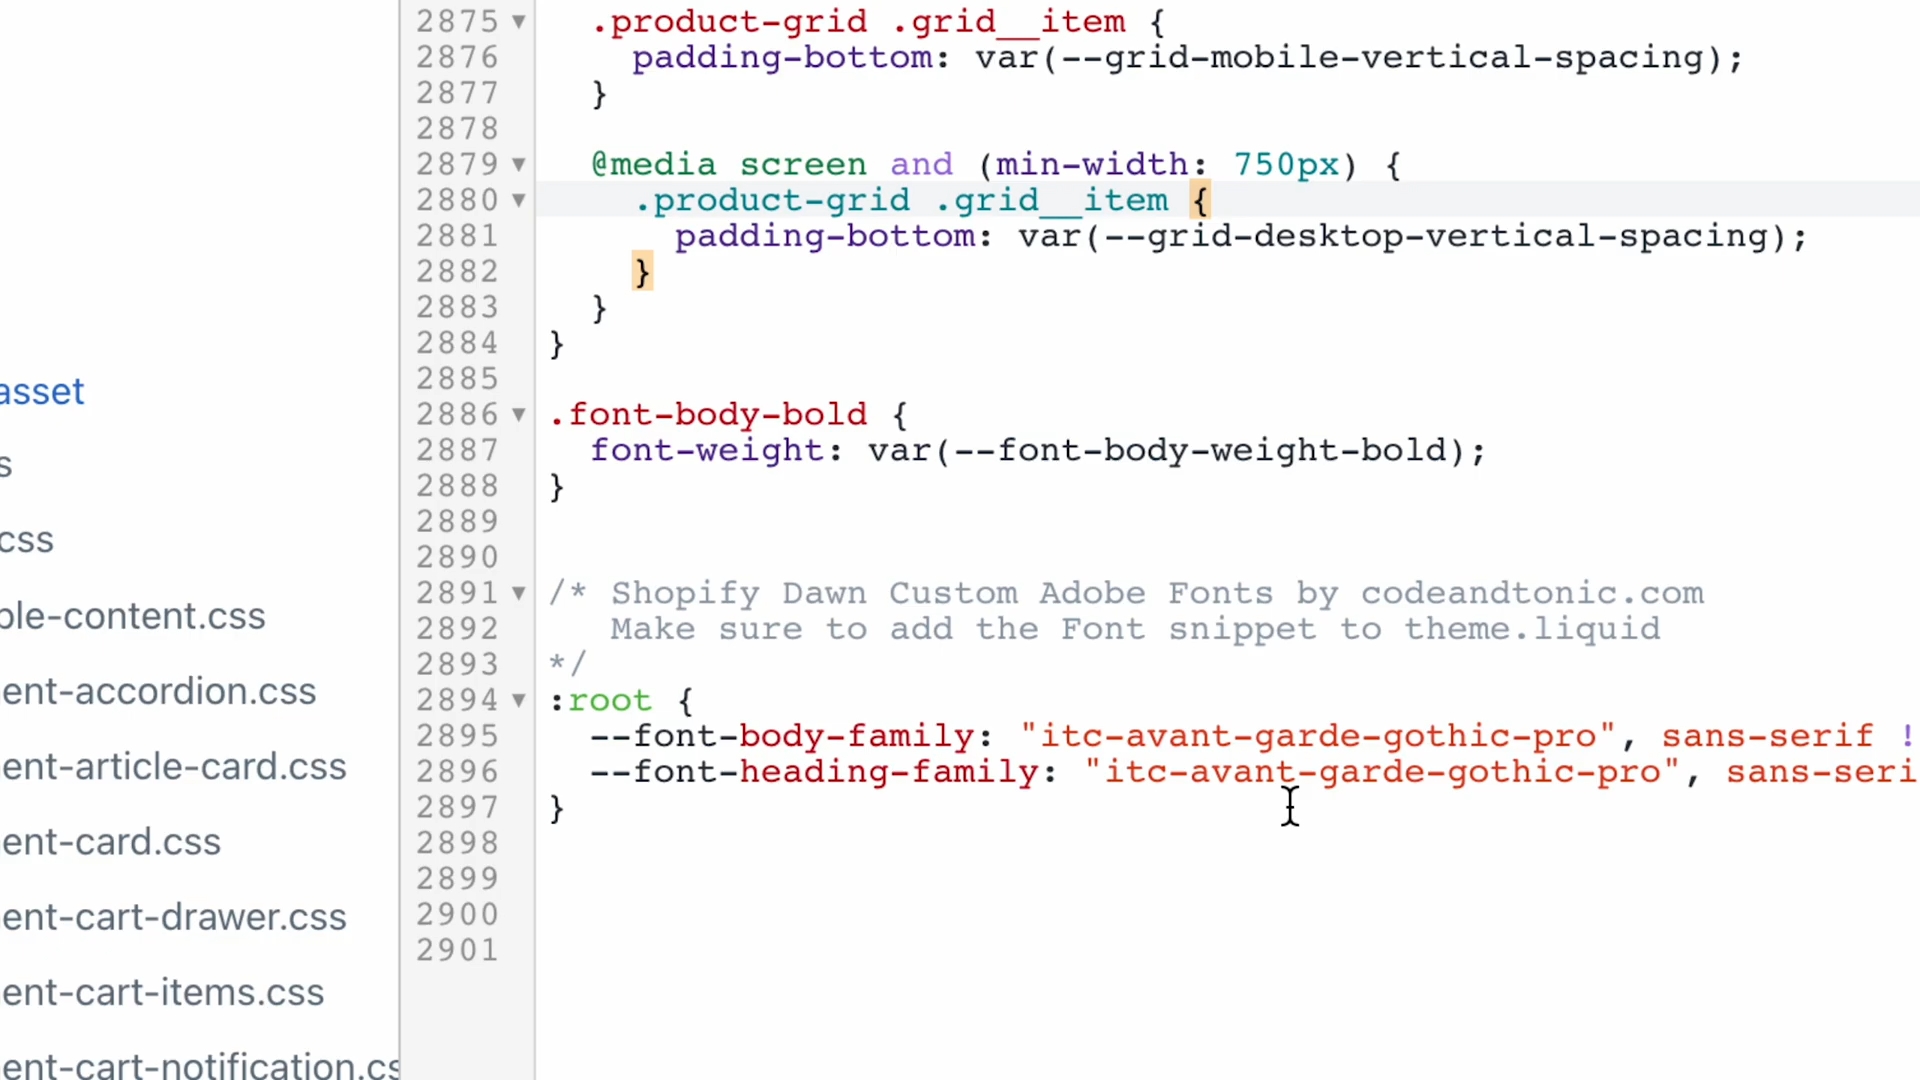 asset
s
css
ple-content.css
ent-accordion.css
ent-article-card.css
ent-card.css
ent-cart-drawer.css
ent-cart-items.css
ent-cart-notification.cs
2875 .product-grid .grid__item {
2876 padding-bottom: var(--grid-mobile-vertical-spacing);
2877 }
2878
2879 @media screen and (min-width: 750px) {
2880 .product-grid .grid__item {
2881 padding-bottom: var(--grid-desktop-vertical-spacing);
2882 }
2883 }
2884 }
2885
2886 .font-body-bold {
2887 font-weight: var(--font-body-weight-bold);
2888 }
2889
2890
2891 /* Shopify Dawn Custom Adobe Fonts by codeandtonic.com
2892 Make sure to add the Font snippet to theme.liquid
2893 */
2894 :root {
2895 --font-body-family: "itc-avant-garde-gothic-pro", sans-serif !
2896 --font-heading-family: "itc-avant-garde-gothic-pro", sans-seri
2897 }
2898
2899
2900
2901